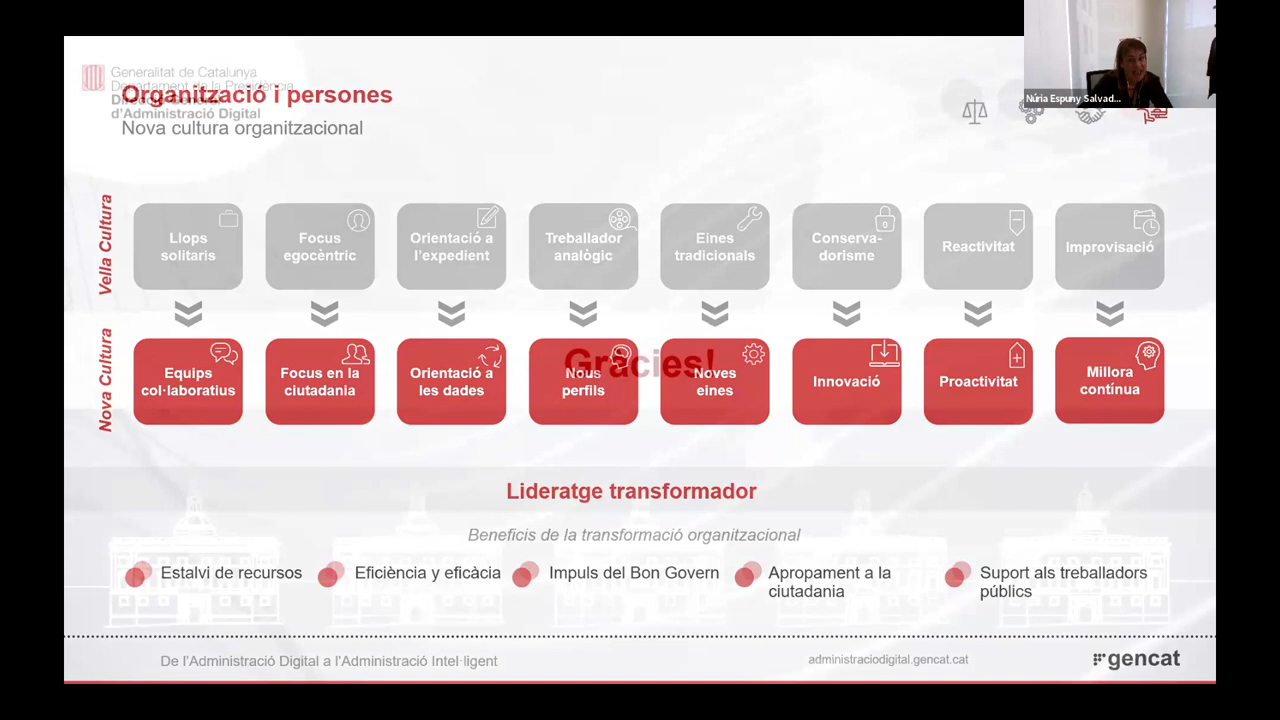 Generalitat de Catalunya
Departament de la Presidència
Direcció General
d'Administració Digital
Organització i persones
Nova cultura organitzacional
Núria Espuny Salvad...
Vella Cultura
Llops
solitaris
Focus
egocèntric
Orientació a
l'expedient
Treballador
analògic
Eines
tradicionals
Conserva-
dorisme
Reactivitat
Improvisació
Nova Cultura
Equips
col·laboratius
Focus en la
ciutadania
Orientació a
les dades
Nous
perfils
Noves
eines
Innovació
Proactivitat
Millora
contínua
Gràcies!
Lideratge transformador
Beneficis de la transformació organitzacional
Estalvi de recursos
Eficiència y eficàcia
Impuls del Bon Govern
Apropament a la
ciutadania
Suport als treballadors
públics
De l'Administració Digital a l'Administració Intel·ligent
administraciodigital.gencat.cat
gencat